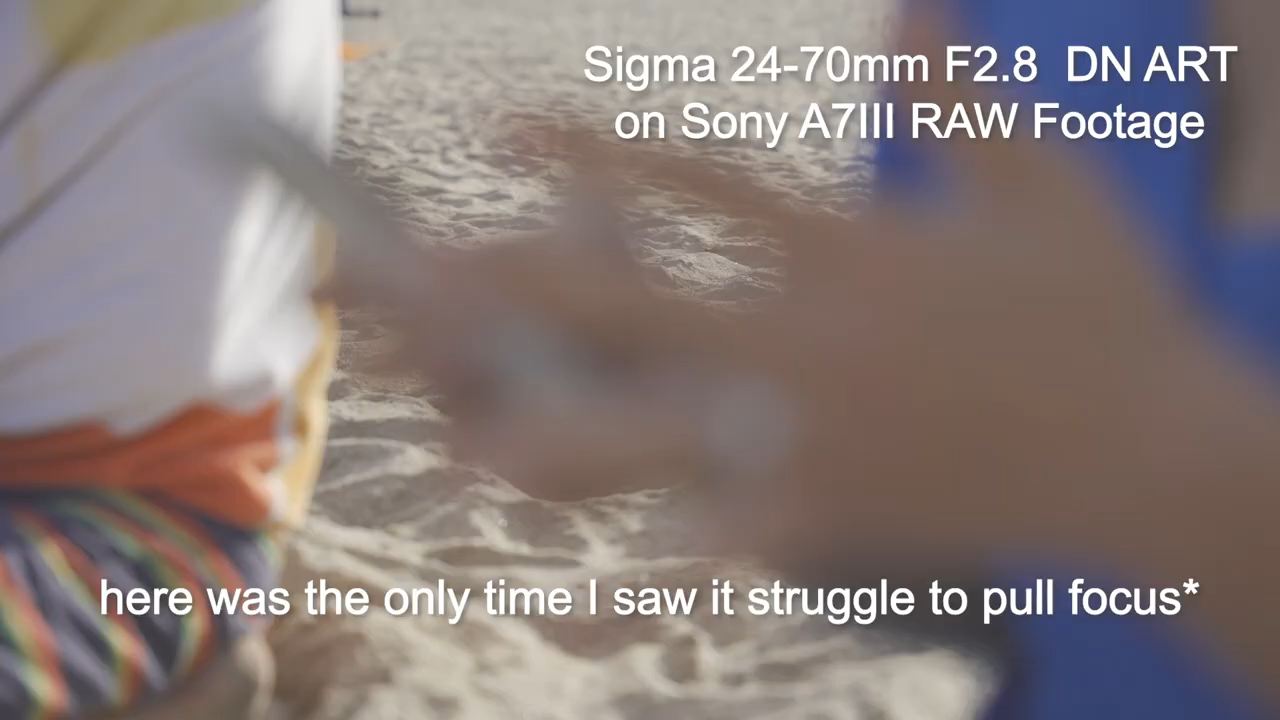 Sigma 24-70mm F2.8  DN ART
on Sony A7III RAW Footage
here was the only time I saw it struggle to pull focus*